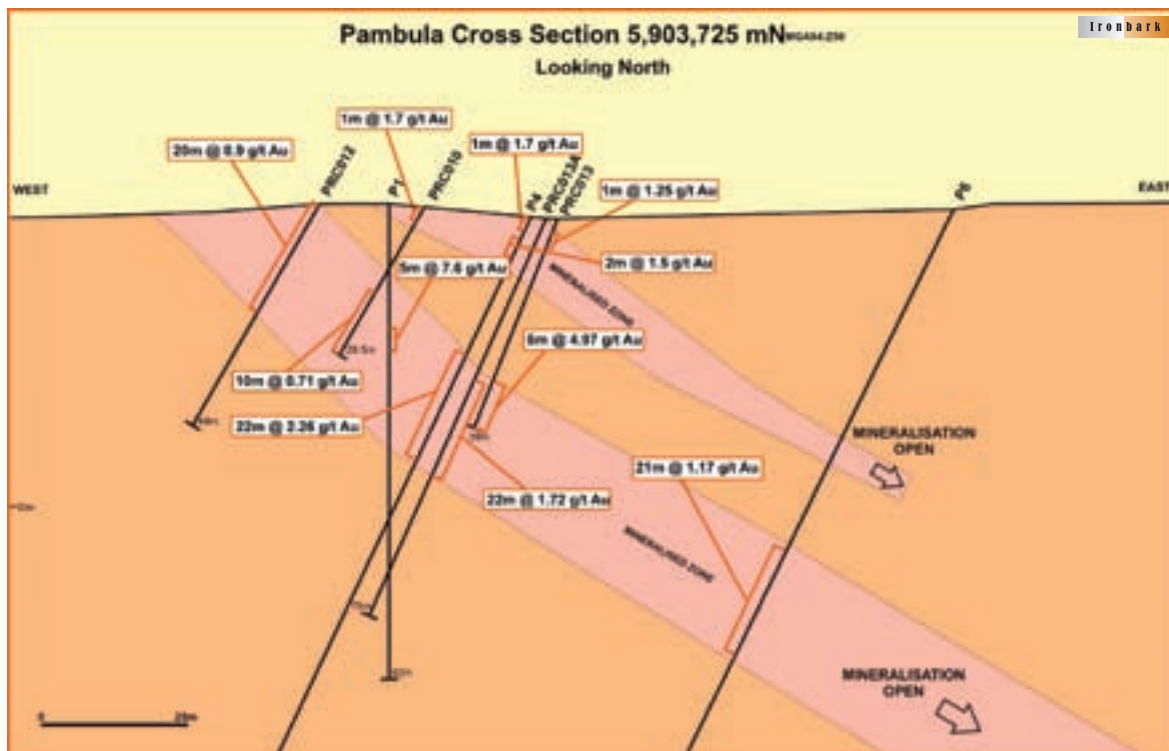 Ironbark
Pambula Cross Section 5,903,725 mN
Looking North
1m @ 1.7 g/t Au
20m @ 0.9 g/t Au
1m @ 1.7 g/t Au
PRC012
P1
PRC010
P4
PRC013A
PRC013
1m @ 1.25 g/t Au
WEST
EAST
5m @ 7.6 g/t Au
2m @ 1.5 g/t Au
MINERALISED ZONE
6m @ 4.97 g/t Au
10m @ 0.71 g/t Au
22m @ 2.26 g/t Au
MINERALISATION
OPEN
21m @ 1.17 g/t Au
22m @ 1.72 g/t Au
MINERALISED ZONE
MINERALISATION
OPEN
0